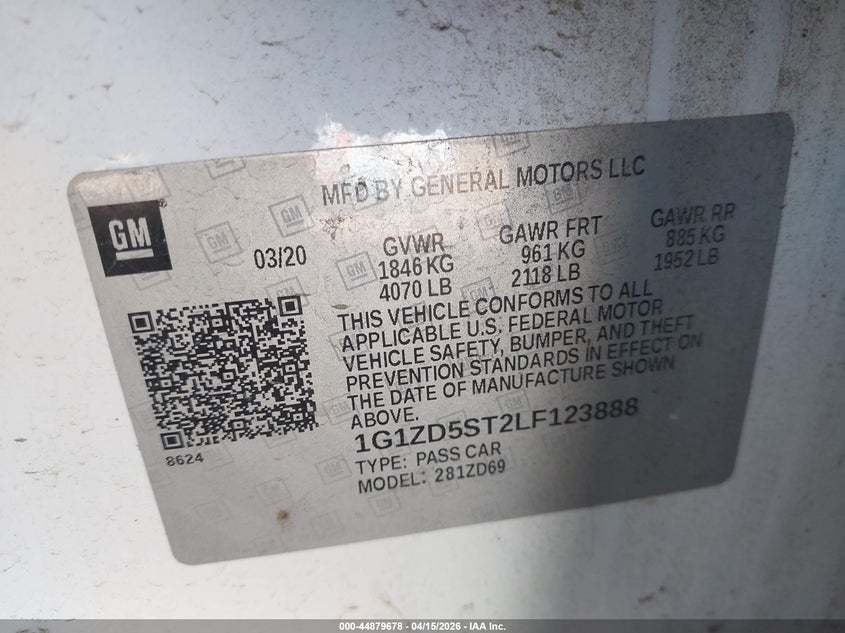 MFD BY GENERAL MOTORS LLC
GM
03/20
GVWR
1846 KG
4070 LB
GAWR FRT
961 KG
2118 LB
GAWR RR
885 KG
1952 LB
THIS VEHICLE CONFORMS TO ALL
APPLICABLE U.S. FEDERAL MOTOR
VEHICLE SAFETY, BUMPER, AND THEFT
PREVENTION STANDARDS IN EFFECT ON
THE DATE OF MANUFACTURE SHOWN
ABOVE.
1G1ZD5ST2LF123888
TYPE: PASS CAR
MODEL: 281ZD69
8624
000-44879678 - 04/15/2026 - IAA Inc.